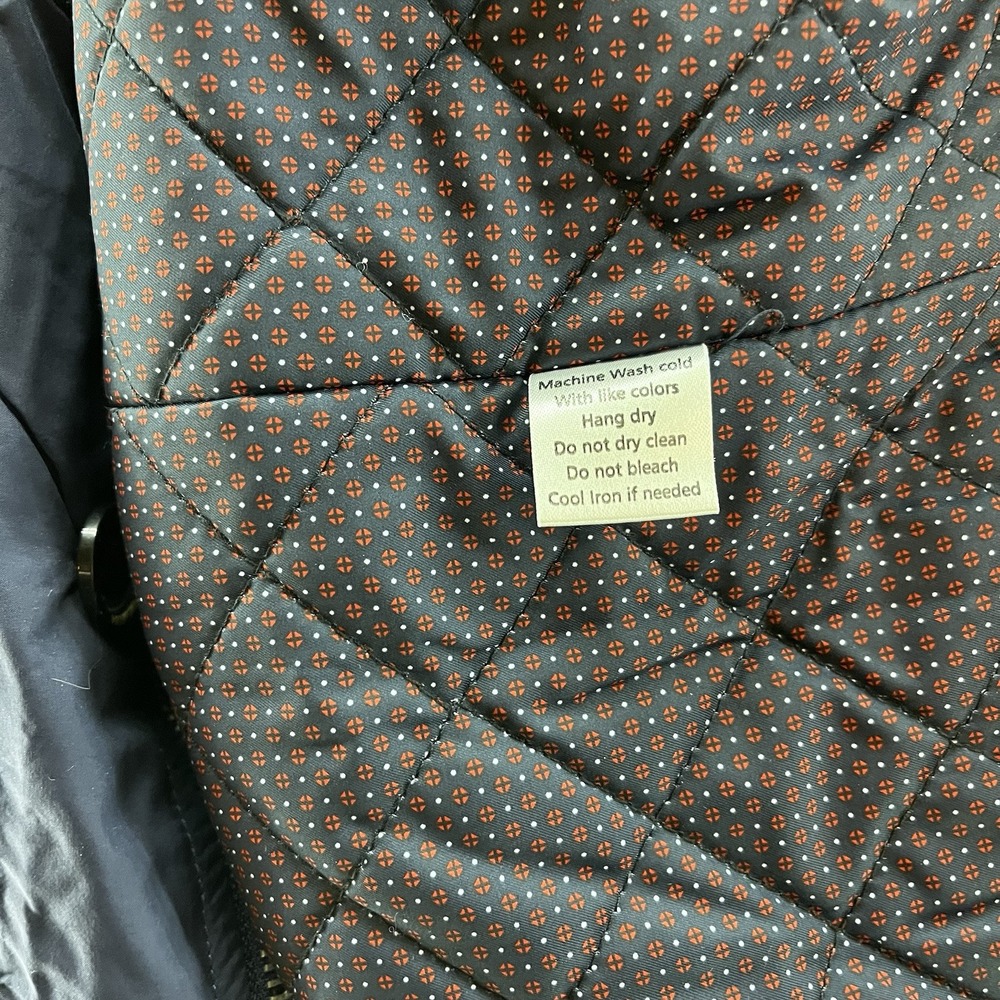 Machine Wash cold
With like colors
Hang dry
Do not dry clean
Do not bleach
Cool Iron if needed